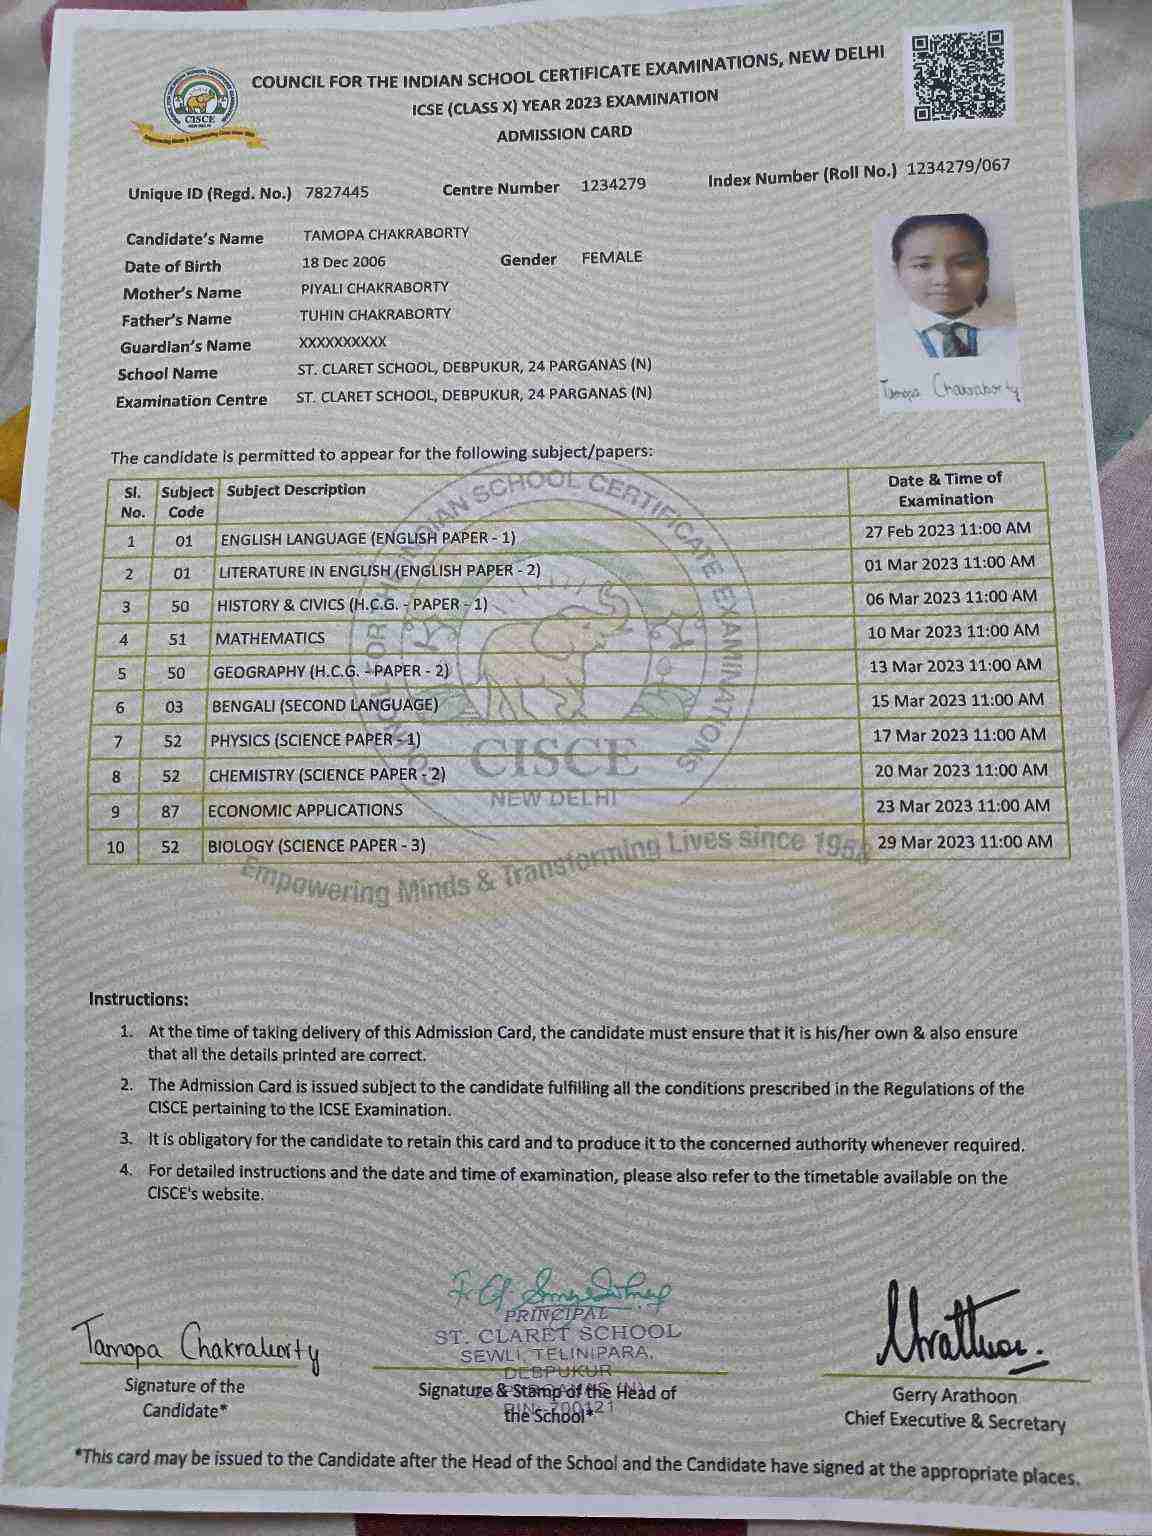 COUNCIL FOR THE INDIAN SCHOOL CERTIFICATE EXAMINATIONS, NEW DELHI
ICSE (CLASS X) YEAR 2023 EXAMINATION
ADMISSION CARD
CISCE
NEW DELHI
Unique ID (Regd. No.) 7827445 Centre Number 1234279 Index Number (Roll No.) 1234279/067
Candidate's Name TAMOPA CHAKRABORTY
Date of Birth 18 Dec 2006 Gender FEMALE
Mother's Name PIYALI CHAKRABORTY
Father's Name TUHIN CHAKRABORTY
Guardian's Name XXXXXXXXXX
School Name ST. CLARET SCHOOL, DEBPUKUR, 24 PARGANAS (N)
Examination Centre ST. CLARET SCHOOL, DEBPUKUR, 24 PARGANAS (N)
Tamopa Chakraborty
The candidate is permitted to appear for the following subject/papers:
Sl. No. Subject Code Subject Description Date & Time of Examination
1 01 ENGLISH LANGUAGE (ENGLISH PAPER - 1) 27 Feb 2023 11:00 AM
2 01 LITERATURE IN ENGLISH (ENGLISH PAPER - 2) 01 Mar 2023 11:00 AM
3 50 HISTORY & CIVICS (H.C.G. - PAPER - 1) 06 Mar 2023 11:00 AM
4 51 MATHEMATICS 10 Mar 2023 11:00 AM
5 50 GEOGRAPHY (H.C.G. - PAPER - 2) 13 Mar 2023 11:00 AM
6 03 BENGALI (SECOND LANGUAGE) 15 Mar 2023 11:00 AM
7 52 PHYSICS (SCIENCE PAPER - 1) 17 Mar 2023 11:00 AM
8 52 CHEMISTRY (SCIENCE PAPER - 2) 20 Mar 2023 11:00 AM
9 87 ECONOMIC APPLICATIONS 23 Mar 2023 11:00 AM
10 52 BIOLOGY (SCIENCE PAPER - 3) 29 Mar 2023 11:00 AM
INDIAN SCHOOL CERTIFICATE EXAMINATIONS
CISCE
NEW DELHI
Empowering Minds & Transforming Lives since 1958
Instructions:
1. At the time of taking delivery of this Admission Card, the candidate must ensure that it is his/her own & also ensure
that all the details printed are correct.
2. The Admission Card is issued subject to the candidate fulfilling all the conditions prescribed in the Regulations of the
CISCE pertaining to the ICSE Examination.
3. It is obligatory for the candidate to retain this card and to produce it to the concerned authority whenever required.
4. For detailed instructions and the date and time of examination, please also refer to the timetable available on the
CISCE's website.
Tamopa Chakraborty
Signature of the
Candidate*
PRINCIPAL
ST. CLARET SCHOOL
SEWLI, TELINIPARA,
DEBPUKUR
Signature & Stamp of the Head of
the School*
Gerry Arathoon
Chief Executive & Secretary
*This card may be issued to the Candidate after the Head of the School and the Candidate have signed at the appropriate places.